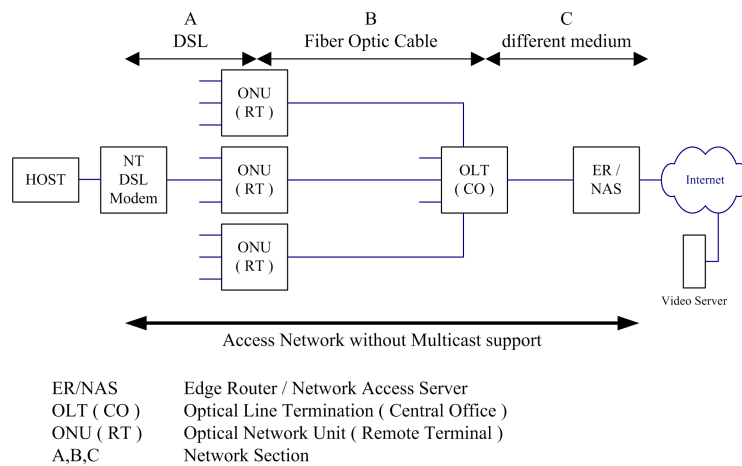 A
DSL
B
Fiber Optic Cable
C
different medium
ONU
( RT )
HOST
NT
DSL
Modem
ONU
( RT )
OLT
( CO )
ER /
NAS
Internet
ONU
( RT )
Video Server
Access Network without Multicast support
ER/NAS Edge Router / Network Access Server
OLT ( CO ) Optical Line Termination ( Central Office )
ONU ( RT ) Optical Network Unit ( Remote Terminal )
A,B,C Network Section